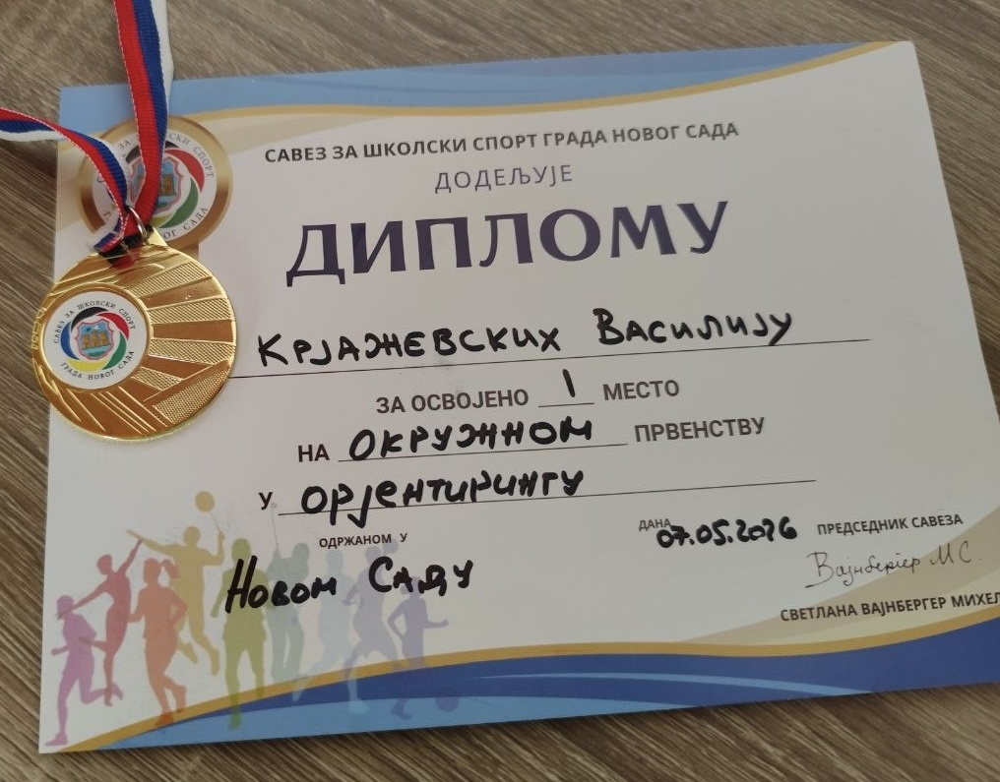 САВЕЗ ЗА ШКОЛСКИ СПОРТ ГРАДА НОВОГ САДА
ДОДЕЉУЈЕ
ДИПЛОМУ
КРЈАЖЕВСКИХ ВАСИЛИЈУ
ЗА ОСВОЈЕНО 1 МЕСТО
НА ОКРУЖНОМ ПРВЕНСТВУ
У ОРЈЕНТИРИНГУ
ОДРЖАНОМ У
НОВОМ САДУ
ДАНА 07.05.2026
ПРЕДСЕДНИК САВЕЗА
Вајнбергер МС.
СВЕТЛАНА ВАЈНБЕРГЕР МИХЕЛ
САВЕЗ ЗА ШКОЛСКИ СПОРТ
ГРАДА НОВОГ САДА